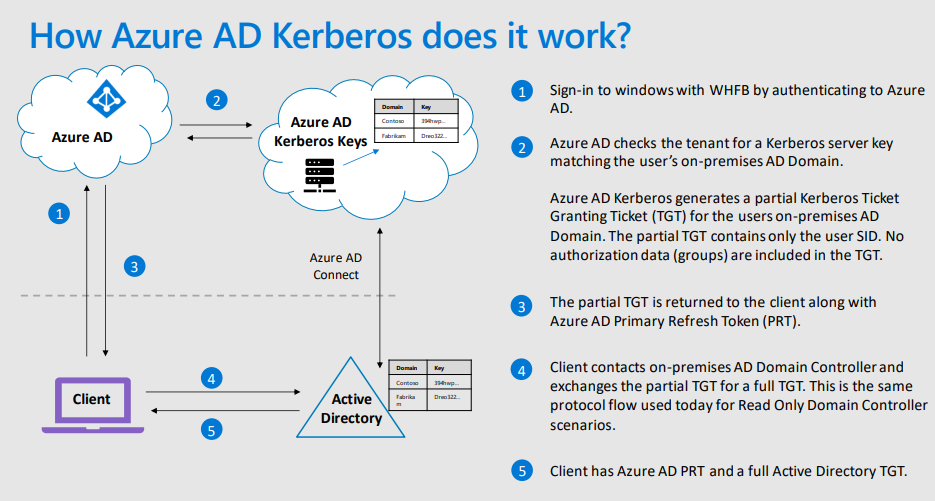 How Azure AD Kerberos does it work?
Azure AD
2
Azure AD
Kerberos Keys
Domain Key
Contoso 394hwp...
Fabrikam Dreo322...
1
3
Azure AD
Connect
Client
4
5
Active
Directory
Domain Key
Contoso 394hwp...
Fabrika
m Dreo322...
1 Sign-in to windows with WHFB by authenticating to Azure
AD.
2 Azure AD checks the tenant for a Kerberos server key
matching the user's on-premises AD Domain.
Azure AD Kerberos generates a partial Kerberos Ticket
Granting Ticket (TGT) for the users on-premises AD
Domain. The partial TGT contains only the user SID. No
authorization data (groups) are included in the TGT.
3 The partial TGT is returned to the client along with
Azure AD Primary Refresh Token (PRT).
4 Client contacts on-premises AD Domain Controller and
exchanges the partial TGT for a full TGT. This is the same
protocol flow used today for Read Only Domain Controller
scenarios.
5 Client has Azure AD PRT and a full Active Directory TGT.